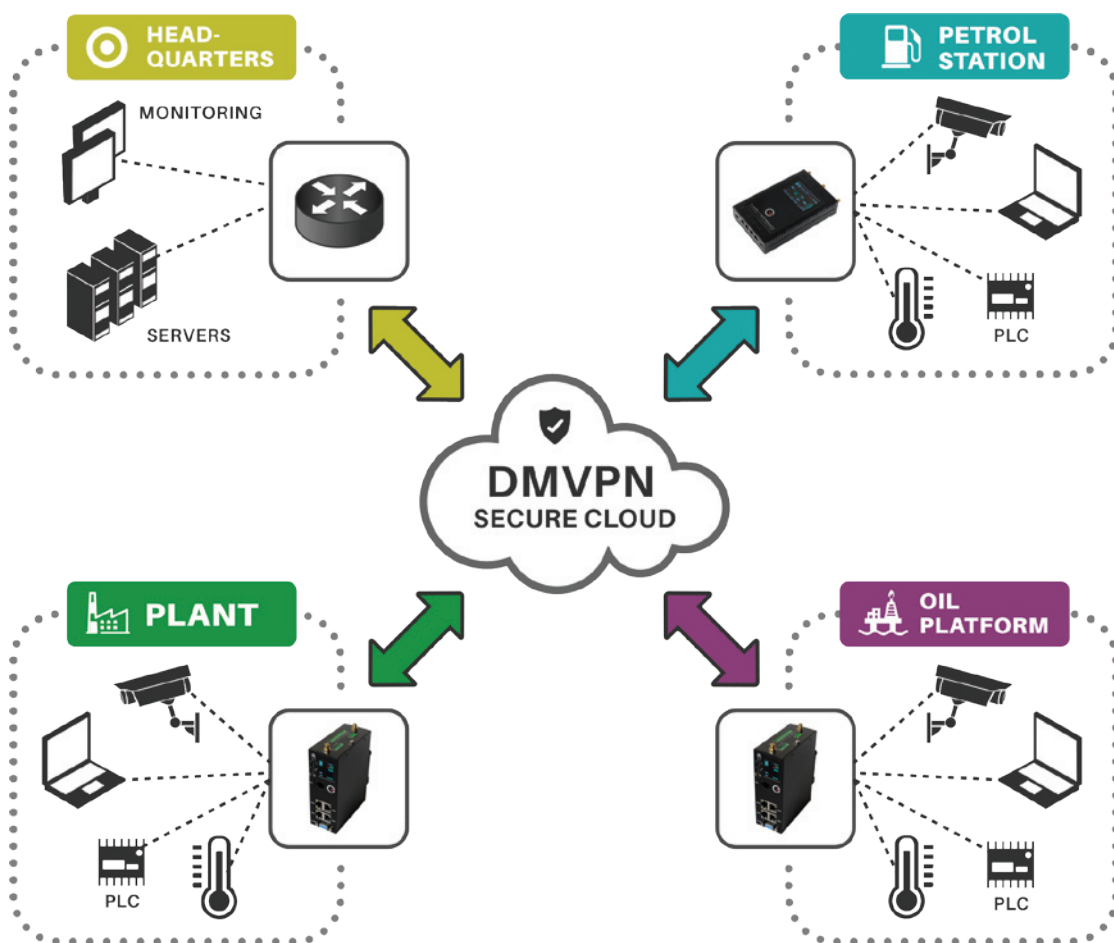 HEAD-
QUARTERS
MONITORING
SERVERS
PETROL
STATION
PLC
DMVPN
SECURE CLOUD
PLANT
PLC
OIL
PLATFORM
PLC